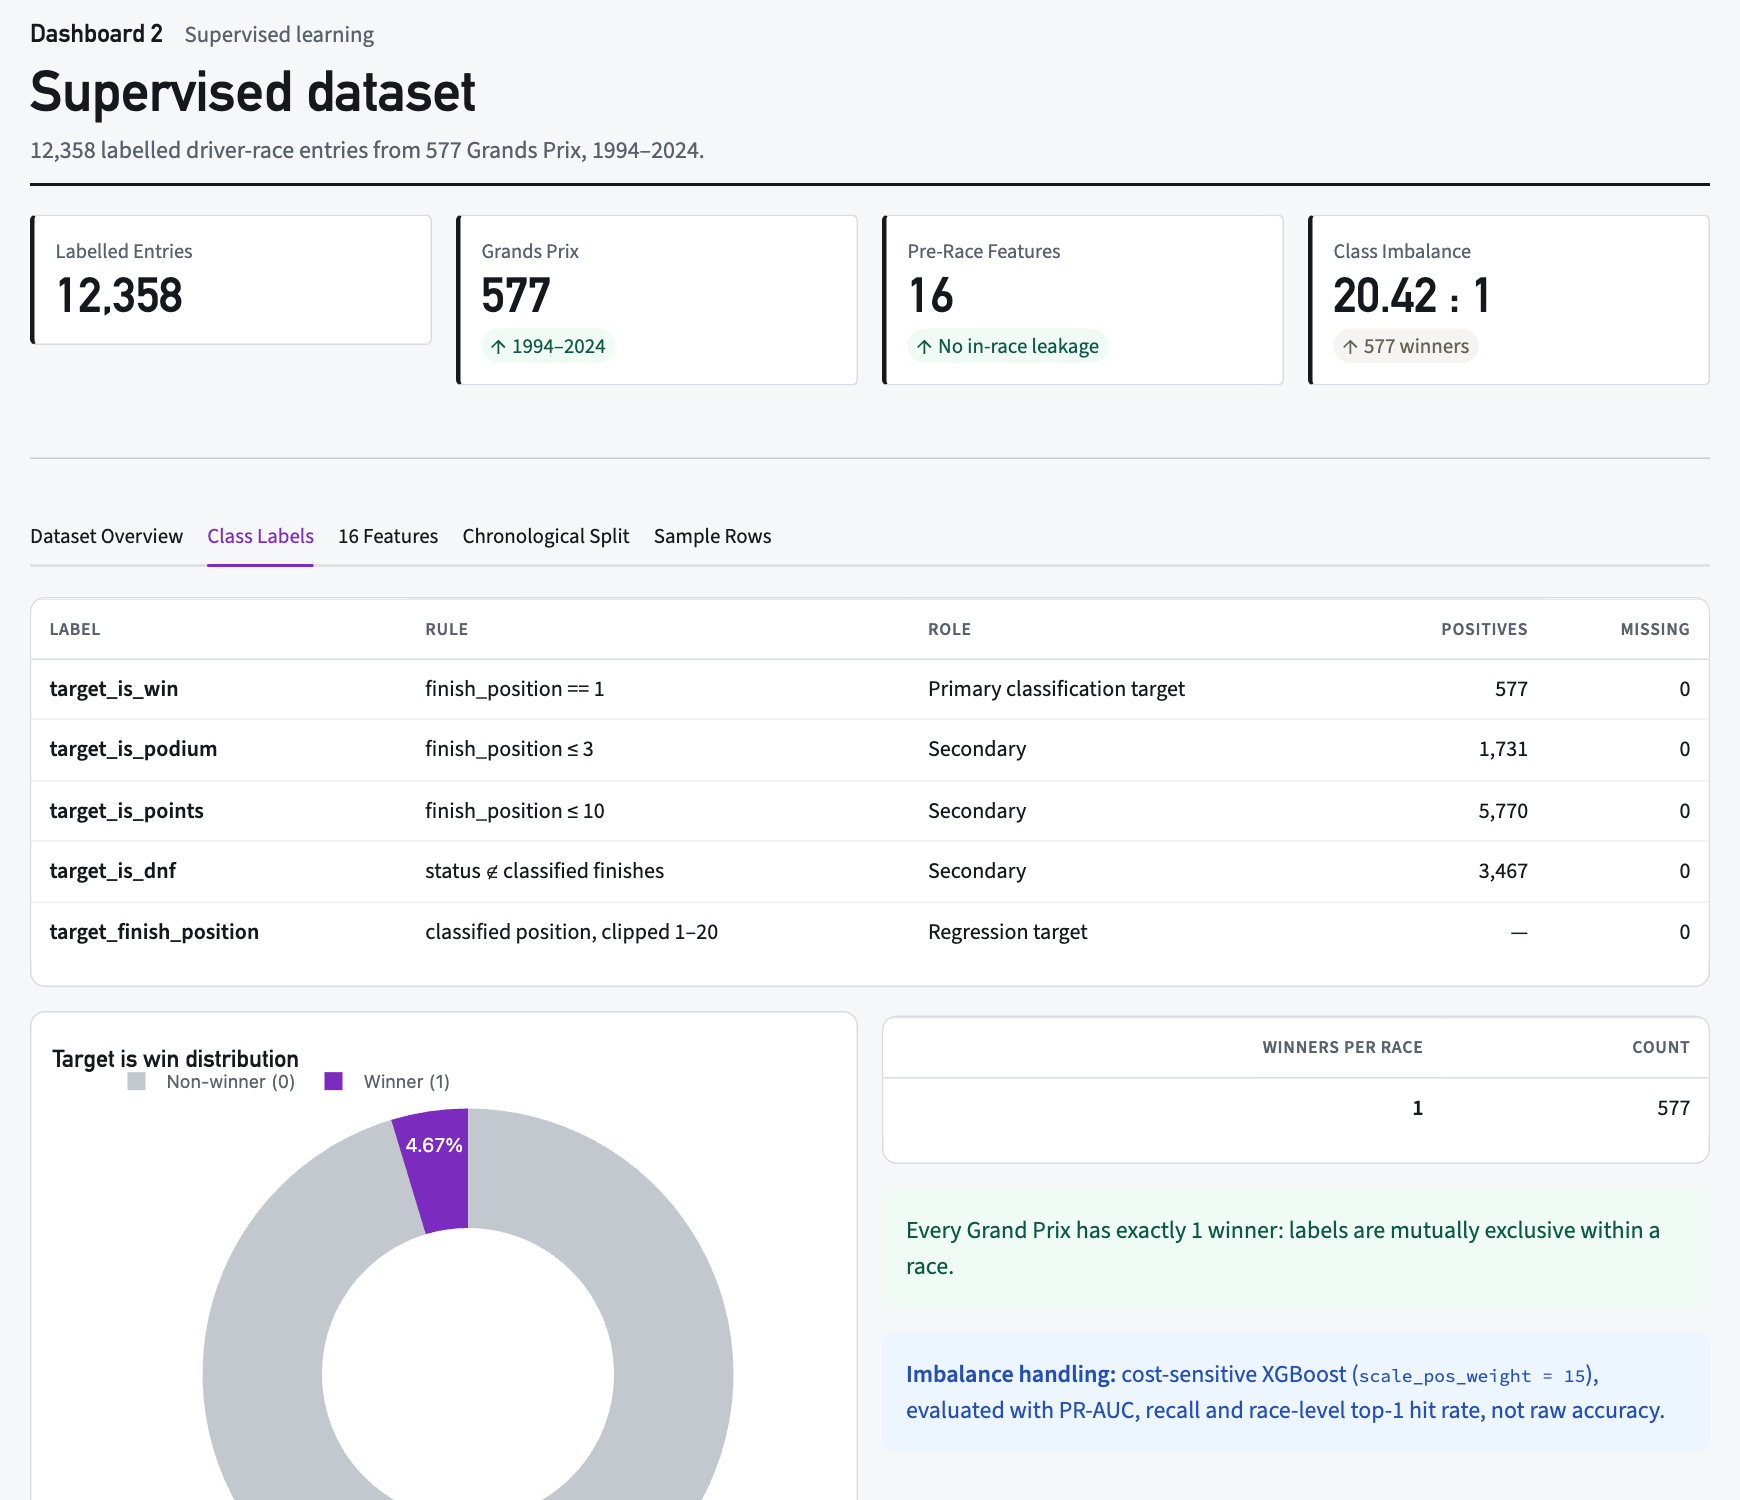 Dashboard 2 Supervised learning
Supervised dataset
12,358 labelled driver-race entries from 577 Grands Prix, 1994–2024.
Labelled Entries
12,358
Grands Prix
577
↑ 1994–2024
Pre-Race Features
16
↑ No in-race leakage
Class Imbalance
20.42 : 1
↑ 577 winners
Dataset Overview Class Labels 16 Features Chronological Split Sample Rows
LABEL RULE ROLE POSITIVES MISSING
target_is_win finish_position == 1 Primary classification target 577 0
target_is_podium finish_position ≤ 3 Secondary 1,731 0
target_is_points finish_position ≤ 10 Secondary 5,770 0
target_is_dnf status ∉ classified finishes Secondary 3,467 0
target_finish_position classified position, clipped 1–20 Regression target — 0
Target is win distribution
Non-winner (0) Winner (1)
4.67%
WINNERS PER RACE COUNT
1 577
Every Grand Prix has exactly 1 winner: labels are mutually exclusive within a
race.
Imbalance handling: cost-sensitive XGBoost (scale_pos_weight = 15),
evaluated with PR-AUC, recall and race-level top-1 hit rate, not raw accuracy.